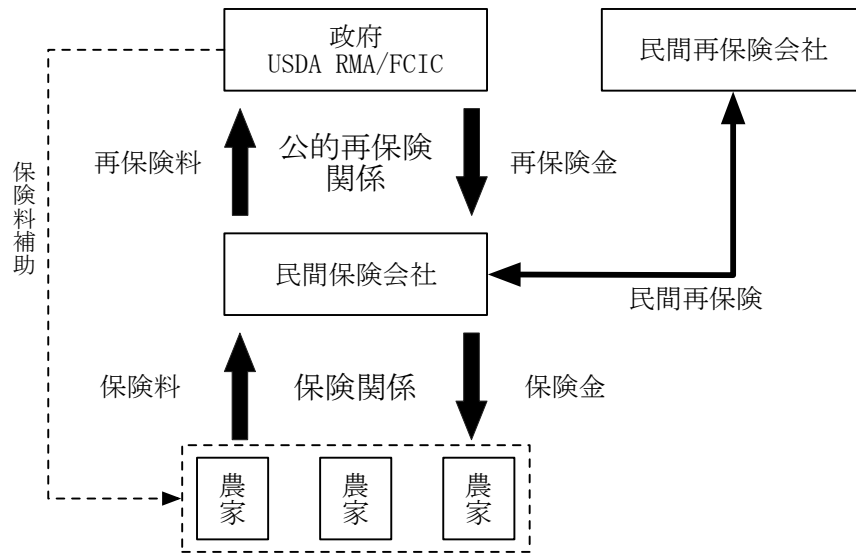 政府
USDA RMA/FCIC
民間再保険会社
再保険料
公的再保険
関係
再保険金
保険料補助
民間保険会社
民間再保険
保険料
保険関係
保険金
農家
農家
農家